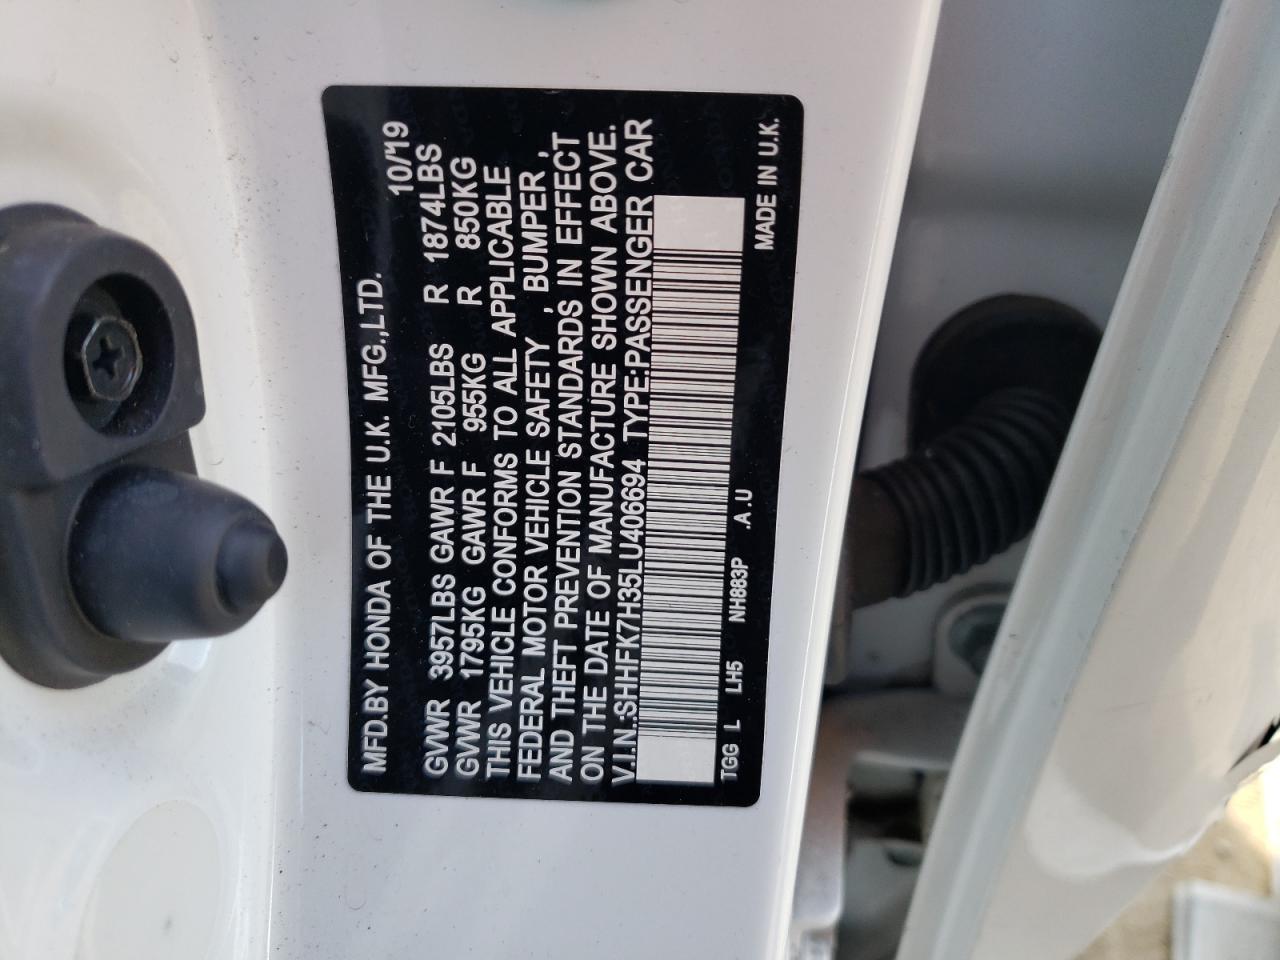 MFD.BY HONDA OF THE U.K. MFG.,LTD. 10/'19
GVWR 3957LBS GAWR F 2105LBS R 1874LBS
GVWR 1795KG GAWR F 955KG R 850KG
THIS VEHICLE CONFORMS TO ALL APPLICABLE
FEDERAL MOTOR VEHICLE SAFETY , BUMPER ,
AND THEFT PREVENTION STANDARDS IN EFFECT
ON THE DATE OF MANUFACTURE SHOWN ABOVE.
V.I.N.:SHHFK7H35LU406694 TYPE:PASSENGER CAR
TGG L LH5 NH883P .A.U MADE IN U.K.